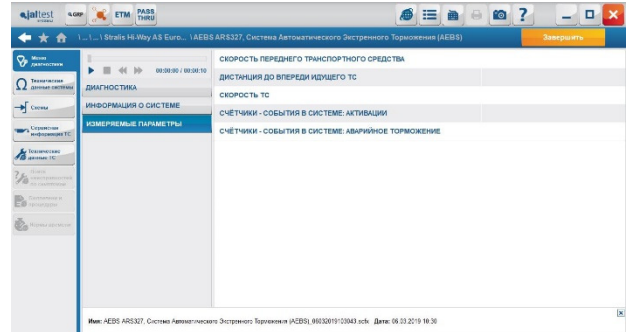 jaltest GRP ETM PASS THRU ?
\...\...\ Stralis Hi-Way AS Euro... \ AEBS ARS327, Система Автоматического Экстренного Торможения (AEBS) Завершить
Меню диагностики
Технические данные системы
Схемы
Сервисная информация ТС
Технические данные ТС
00:00:00 / 00:00:10
ДИАГНОСТИКА
ИНФОРМАЦИЯ О СИСТЕМЕ
ИЗМЕРЯЕМЫЕ ПАРАМЕТРЫ
СКОРОСТЬ ПЕРЕДНЕГО ТРАНСПОРТНОГО СРЕДСТВА
ДИСТАНЦИЯ ДО ВПЕРЕДИ ИДУЩЕГО ТС
СКОРОСТЬ ТС
СЧЁТЧИКИ - СОБЫТИЯ В СИСТЕМЕ: АКТИВАЦИИ
СЧЁТЧИКИ - СОБЫТИЯ В СИСТЕМЕ: АВАРИЙНОЕ ТОРМОЖЕНИЕ
Имя: AEBS ARS327, Система Автоматического Экстренного Торможения (AEBS)_06032019103043.scfx Дата: 06.03.2019 10:30